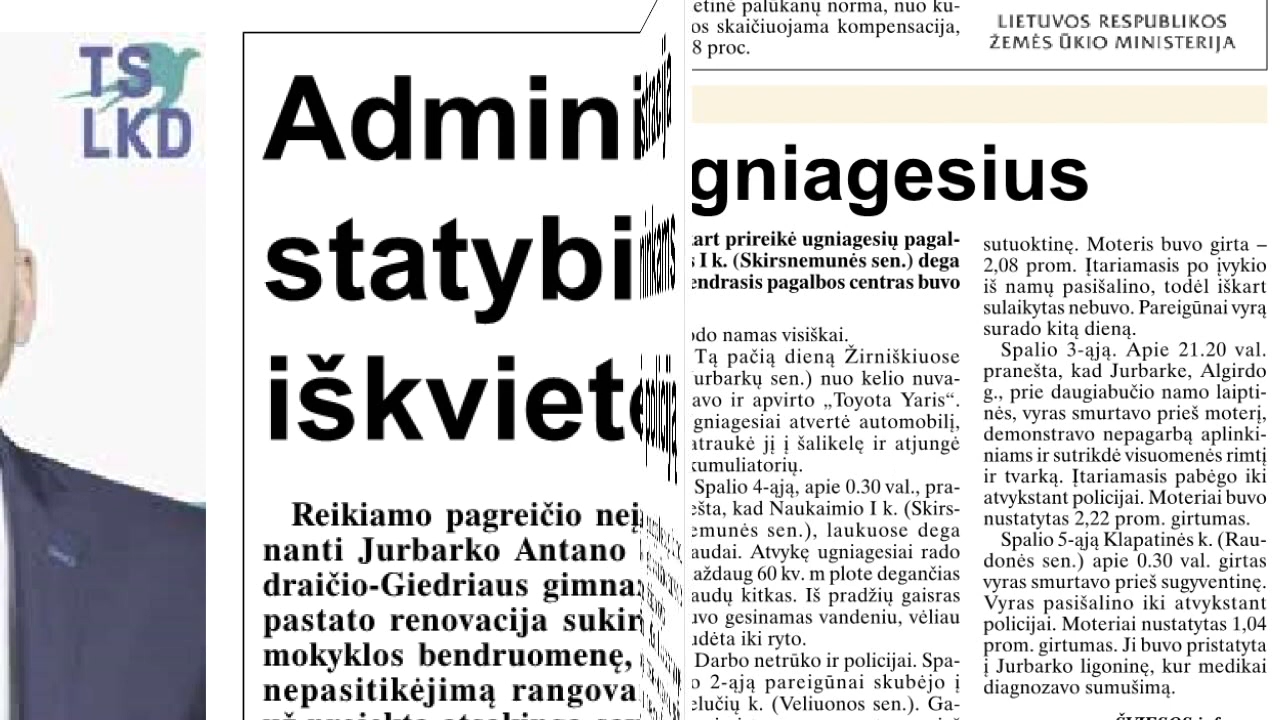 TS
LKD
Administracija
statybininkams
iškvietė policiją
Reikiamo pagreičio neį
nanti Jurbarko Antano
draičio-Giedriaus gimna
pastato renovacija sukir
mokyklos bendruomenę,
nepasitikėjimą rangova
etinė palūkanų norma, nuo ku-
os skaičiuojama kompensacija,
8 proc.
LIETUVOS RESPUBLIKOS
ŽEMĖS ŪKIO MINISTERIJA
gniagesius
kart prireikė ugniagesių pagal-
s I k. (Skirsnemunės sen.) dega
endrasis pagalbos centras buvo
odo namas visiškai.
Tą pačią dieną Žirniškiuose
urbarkų sen.) nuo kelio nuva-
avo ir apvirto „Toyota Yaris“.
gniagesiai atvertė automobilį,
atraukė jį į šalikelę ir atjungė
kumuliatorių.
Spalio 4-ąją, apie 0.30 val., pra-
ešta, kad Naukaimio I k. (Skirs-
emunės sen.), laukuose dega
audai. Atvykę ugniagesiai rado
aždaug 60 kv. m plote degančias
audų kitkas. Iš pradžių gaisras
uvo gesinamas vandeniu, vėliau
udėta iki ryto.
Darbo netrūko ir policijai. Spa-
o 2-ąją pareigūnai skubėjo į
elučių k. (Veliuonos sen.). Ga-
sutuoktinę. Moteris buvo girta –
2,08 prom. Įtariamasis po įvykio
iš namų pasišalino, todėl iškart
sulaikytas nebuvo. Pareigūnai vyrą
surado kitą dieną.
Spalio 3-ąją. Apie 21.20 val.
pranešta, kad Jurbarke, Algirdo
g., prie daugiabučio namo laipti-
nės, vyras smurtavo prieš moterį,
demonstravo nepagarbą aplinki-
niams ir sutrikdė visuomenės rimtį
ir tvarką. Įtariamasis pabėgo iki
atvykstant policijai. Moteriai buvo
nustatytas 2,22 prom. girtumas.
Spalio 5-ąją Klapatinės k. (Rau-
donės sen.) apie 0.30 val. girtas
vyras smurtavo prieš sugyventinę.
Vyras pasišalino iki atvykstant
policijai. Moteriai nustatytas 1,04
prom. girtumas. Ji buvo pristatyta
į Jurbarko ligoninę, kur medikai
diagnozavo sumušimą.